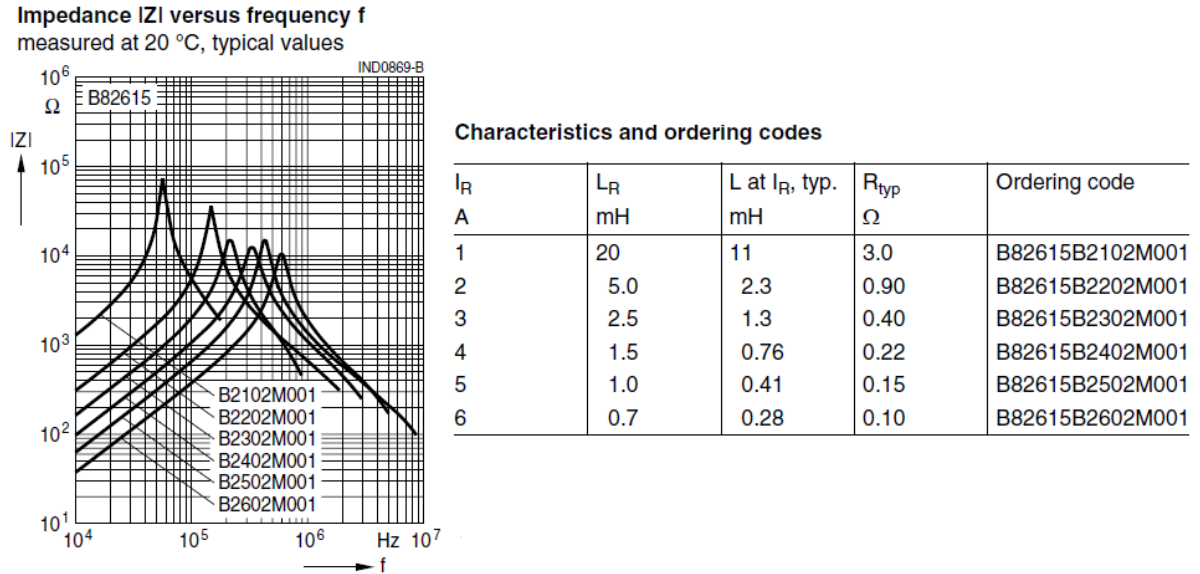 Impedance |Z| versus frequency f
measured at 20 °C, typical values
IND0869-B
10⁶
Ω
B82615
|Z|
10⁵
10⁴
10³
10²
10¹
B2102M001
B2202M001
B2302M001
B2402M001
B2502M001
B2602M001
10⁴ 10⁵ 10⁶ Hz 10⁷
f
Characteristics and ordering codes
I_R L_R L at I_R, typ. R_typ Ordering code
A mH mH Ω
1 20 11 3.0 B82615B2102M001
2 5.0 2.3 0.90 B82615B2202M001
3 2.5 1.3 0.40 B82615B2302M001
4 1.5 0.76 0.22 B82615B2402M001
5 1.0 0.41 0.15 B82615B2502M001
6 0.7 0.28 0.10 B82615B2602M001